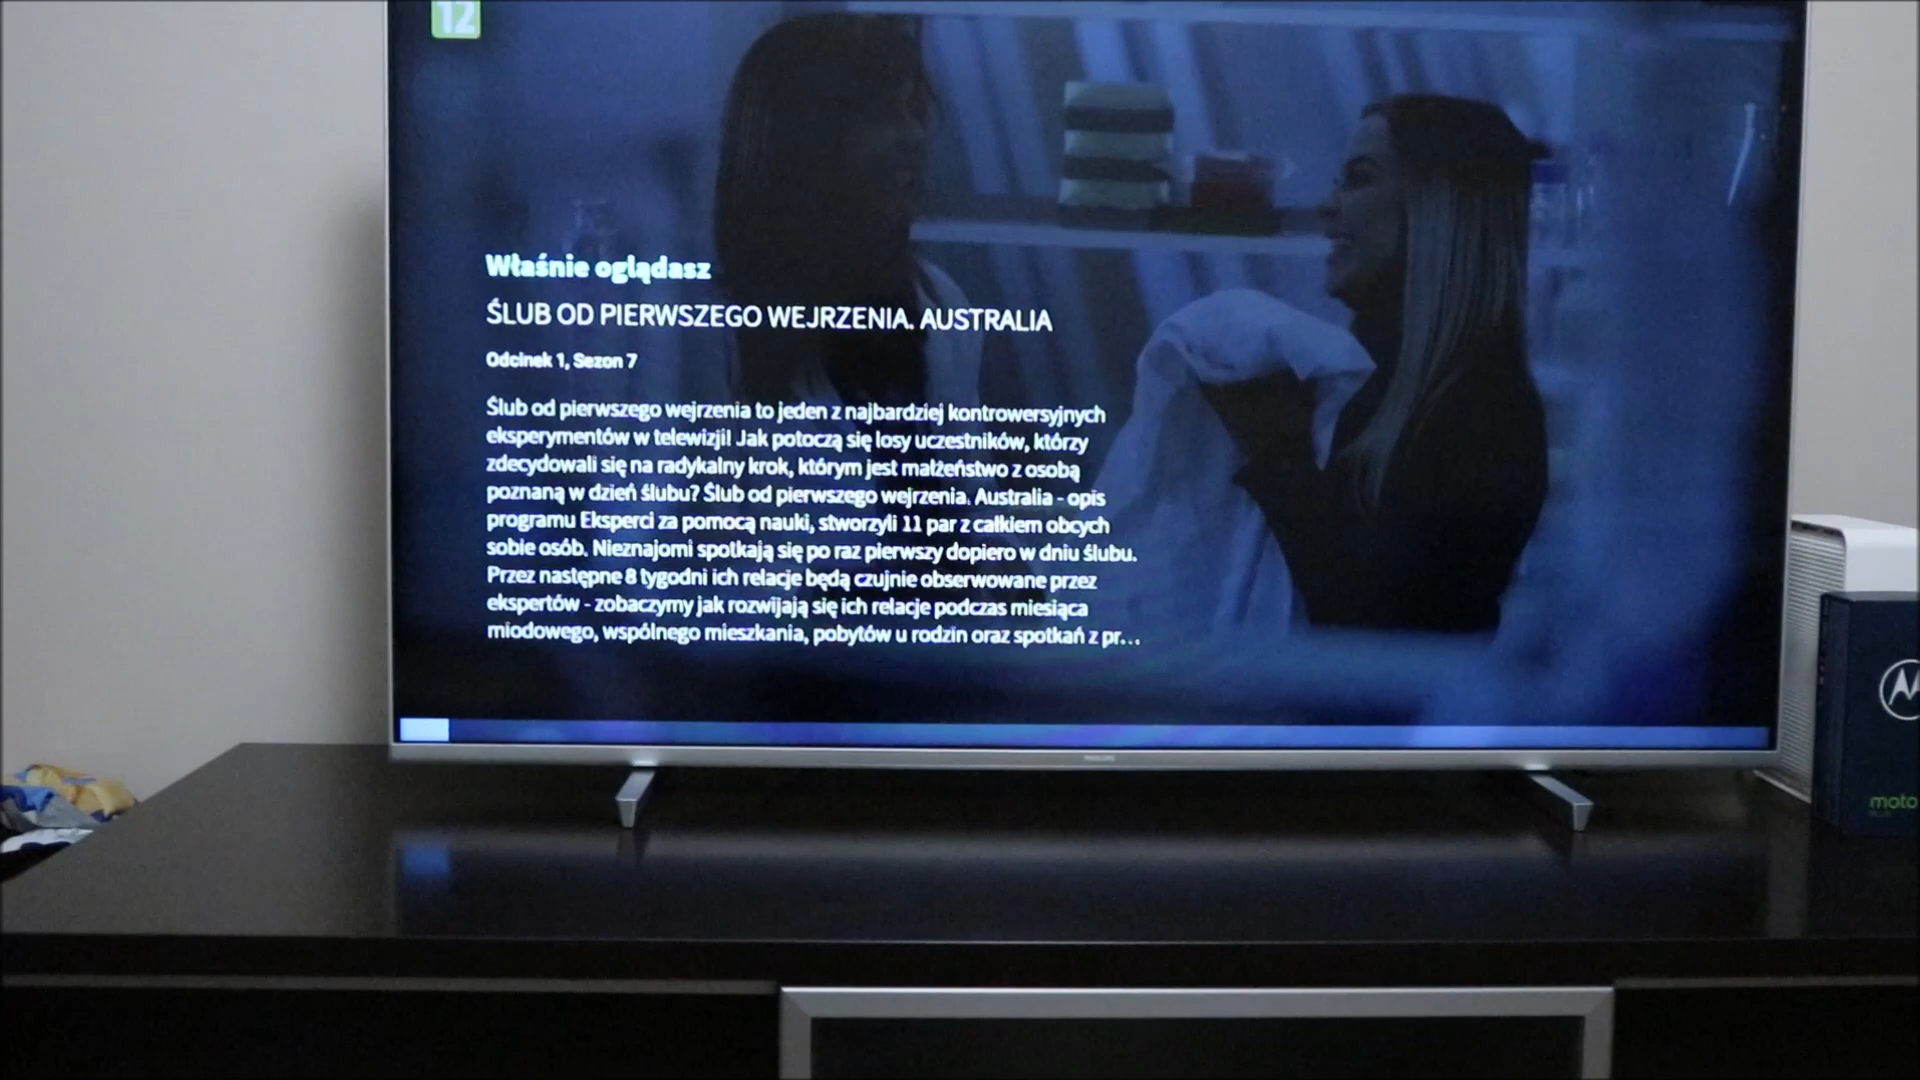 12
Właśnie oglądasz
ŚLUB OD PIERWSZEGO WEJRZENIA. AUSTRALIA
Odcinek 1, Sezon 7
Ślub od pierwszego wejrzenia to jeden z najbardziej kontrowersyjnych
eksperymentów w telewizji! Jak potoczą się losy uczestników, którzy
zdecydowali się na radykalny krok, którym jest małżeństwo z osobą
poznaną w dzień ślubu? Ślub od pierwszego wejrzenia. Australia - opis
programu Eksperci za pomocą nauki, stworzyli 11 par z całkiem obcych
sobie osób. Nieznajomi spotkają się po raz pierwszy dopiero w dniu ślubu.
Przez następne 8 tygodni ich relacje będą czujnie obserwowane przez
ekspertów - zobaczymy jak rozwijają się ich relacje podczas miesiąca
miodowego, wspólnego mieszkania, pobytów u rodzin oraz spotkań z pr...
PHILIPS
moto